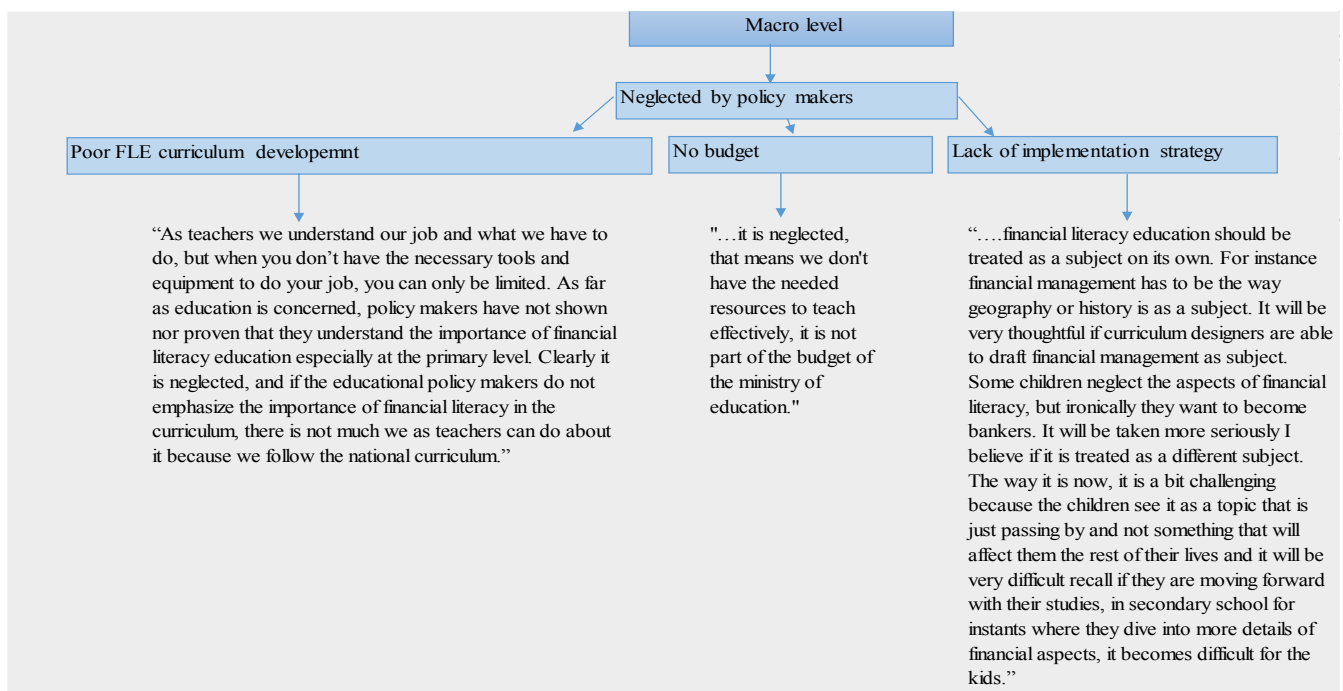 Macro level
Neglected by policy makers
Poor FLE curriculum developemnt
No budget
Lack of implementation strategy
“As teachers we understand our job and what we have to
do, but when you don’t have the necessary tools and
equipment to do your job, you can only be limited. As far
as education is concerned, policy makers have not shown
nor proven that they understand the importance of financial
literacy education especially at the primary level. Clearly it
is neglected, and if the educational policy makers do not
emphasize the importance of financial literacy in the
curriculum, there is not much we as teachers can do about
it because we follow the national curriculum.”
"…it is neglected,
that means we don't
have the needed
resources to teach
effectively, it is not
part of the budget of
the ministry of
education."
“….financial literacy education should be
treated as a subject on its own. For instance
financial management has to be the way
geography or history is as a subject. It will be
very thoughtful if curriculum designers are able
to draft financial management as subject.
Some children neglect the aspects of financial
literacy, but ironically they want to become
bankers. It will be taken more seriously I
believe if it is treated as a different subject.
The way it is now, it is a bit challenging
because the children see it as a topic that is
just passing by and not something that will
affect them the rest of their lives and it will be
very difficult recall if they are moving forward
with their studies, in secondary school for
instants where they dive into more details of
financial aspects, it becomes difficult for the
kids.”